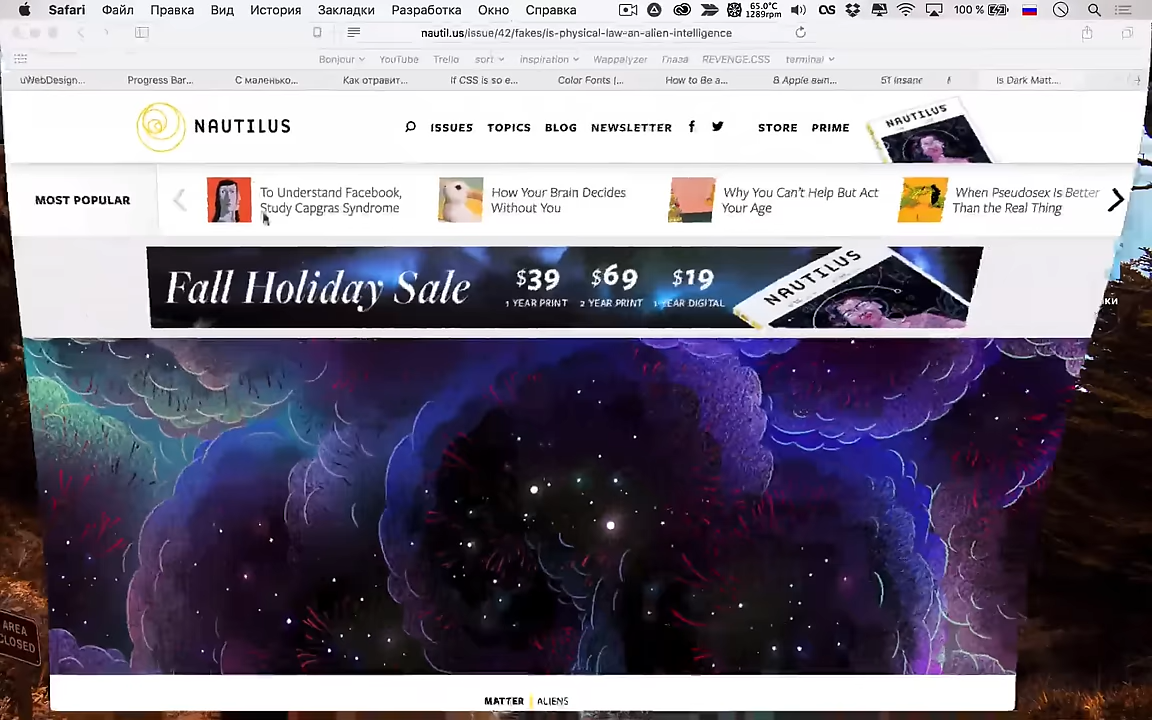 Safari Файл Правка Вид История Закладки Разработка Окно Справка 65.0°C 1289rpm 100 %
nautil.us/issue/42/fakes/is-physical-law-an-alien-intelligence
Bonjour YouTube Trello sort inspiration Wappalyzer Глаза REVENGE.CSS terminal
uWebDesign... Progress Bar... С маленько... Как отравит... If CSS is so e... Color Fonts |... How to Be a... 8 Apple вып... 51 insane Is Dark Matt...
NAUTILUS ISSUES TOPICS BLOG NEWSLETTER STORE PRIME NAUTILUS
MOST POPULAR
To Understand Facebook,
Study Capgras Syndrome
How Your Brain Decides
Without You
Why You Can't Help But Act
Your Age
When Pseudosex Is Better
Than the Real Thing
Fall Holiday Sale
$39 $69 $19
1 YEAR PRINT 2 YEAR PRINT 1 YEAR DIGITAL
NAUTILUS
ки
AREA
CLOSED
MATTER ALIENS